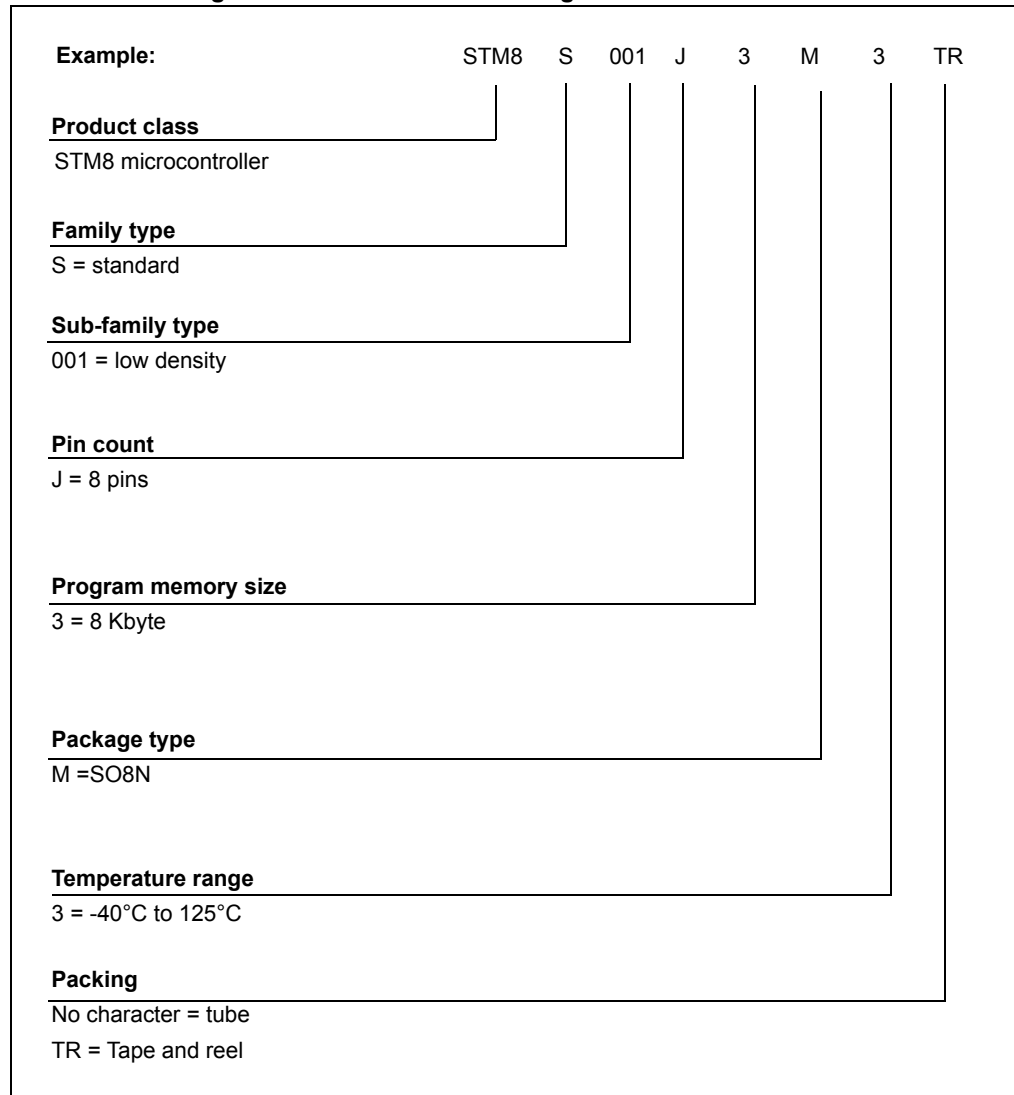 Example: STM8 S 001 J 3 M 3 TR
Product class
STM8 microcontroller
Family type
S = standard
Sub-family type
001 = low density
Pin count
J = 8 pins
Program memory size
3 = 8 Kbyte
Package type
M =SO8N
Temperature range
3 = -40°C to 125°C
Packing
No character = tube
TR = Tape and reel